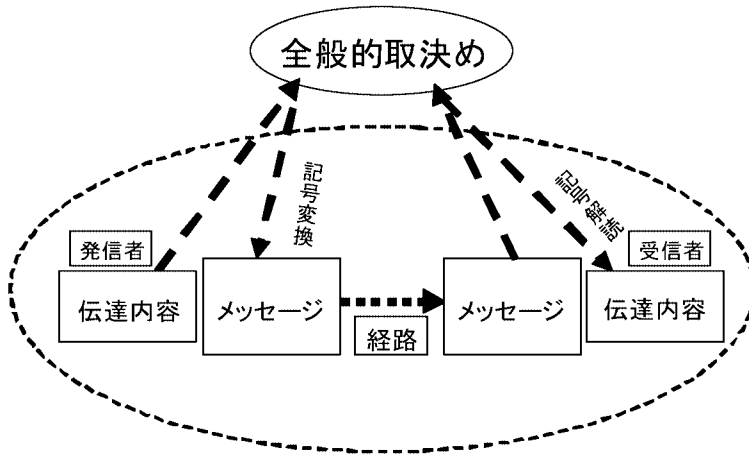 全般的取決め
記号変換
記号解読
発信者
受信者
伝達内容
メッセージ
メッセージ
伝達内容
経路